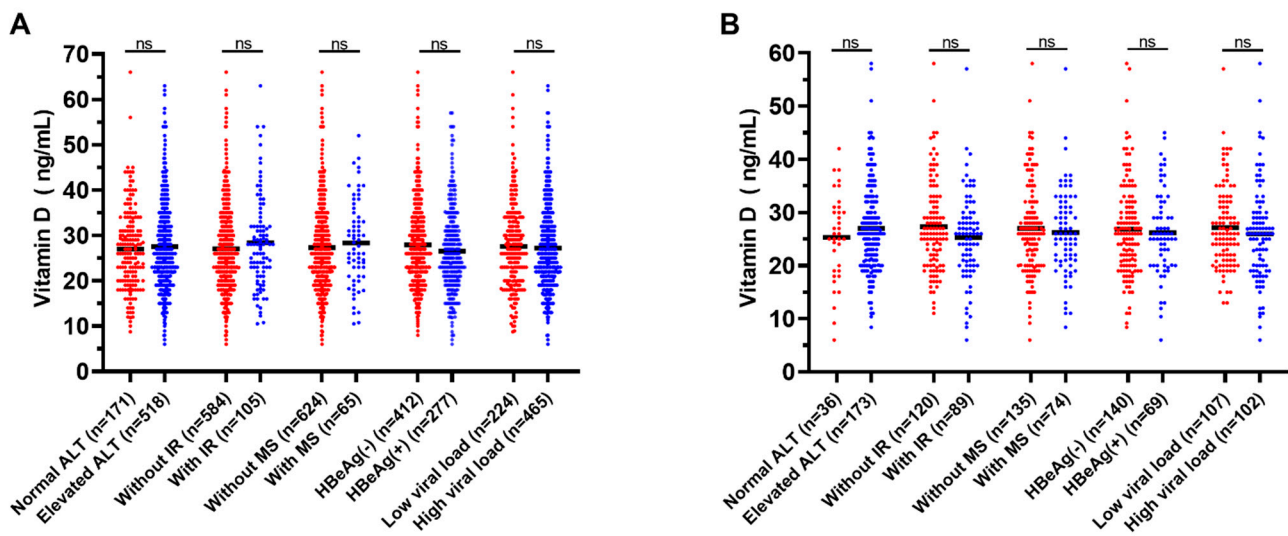 A
ns ns ns ns ns
Vitamin D ( ng/mL)
70
60
50
40
30
20
10
0
Normal ALT (n=171)
Elevated ALT (n=518)
Without IR (n=584)
With IR (n=105)
Without MS (n=624)
With MS (n=65)
HBeAg(-) (n=412)
HBeAg(+) (n=277)
Low viral load (n=224)
High viral load (n=465)
B
ns ns ns ns ns
Vitamin D ( ng/mL)
60
50
40
30
20
10
0
Normal ALT (n=36)
Elevated ALT (n=173)
Without IR (n=120)
With IR (n=89)
Without MS (n=135)
With MS (n=74)
HBeAg(-) (n=140)
HBeAg(+) (n=69)
Low viral load (n=107)
High viral load (n=102)